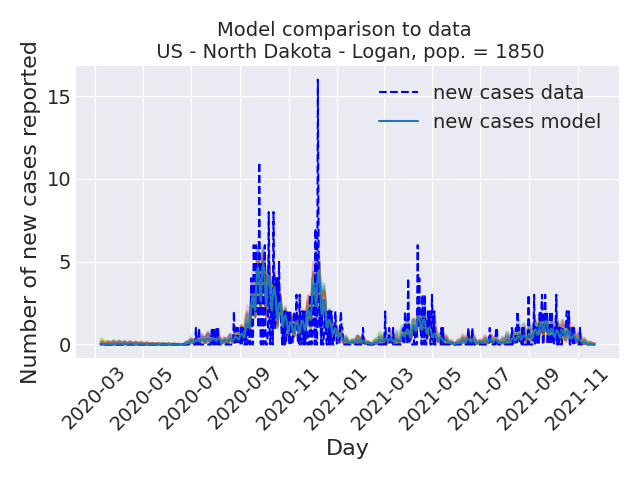 Model comparison to data
US - North Dakota - Logan, pop. = 1850
Number of new cases reported
15
10
5
0
new cases data
new cases model
2020-03
2020-05
2020-07
2020-09
2020-11
2021-01
2021-03
2021-05
2021-07
2021-09
2021-11
Day